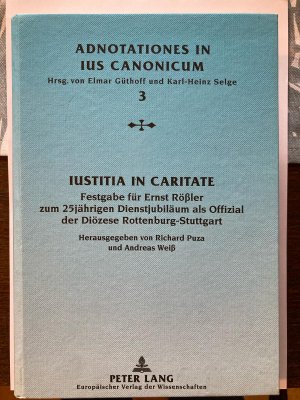 ADNOTATIONES IN
IUS CANONICUM
Hrsg. von Elmar Güthoff und Karl-Heinz Selge
3
IUSTITIA IN CARITATE
Festgabe für Ernst Rößler
zum 25jährigen Dienstjubiläum als Offizial
der Diözese Rottenburg-Stuttgart
Herausgegeben von Richard Puza
und Andreas Weiß
PETER LANG
Europäischer Verlag der Wissenschaften